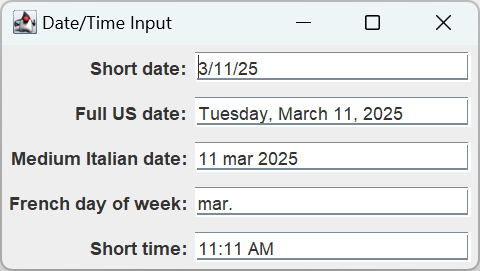 Date/Time Input
Short date: 3/11/25
Full US date: Tuesday, March 11, 2025
Medium Italian date: 11 mar 2025
French day of week: mar.
Short time: 11:11 AM